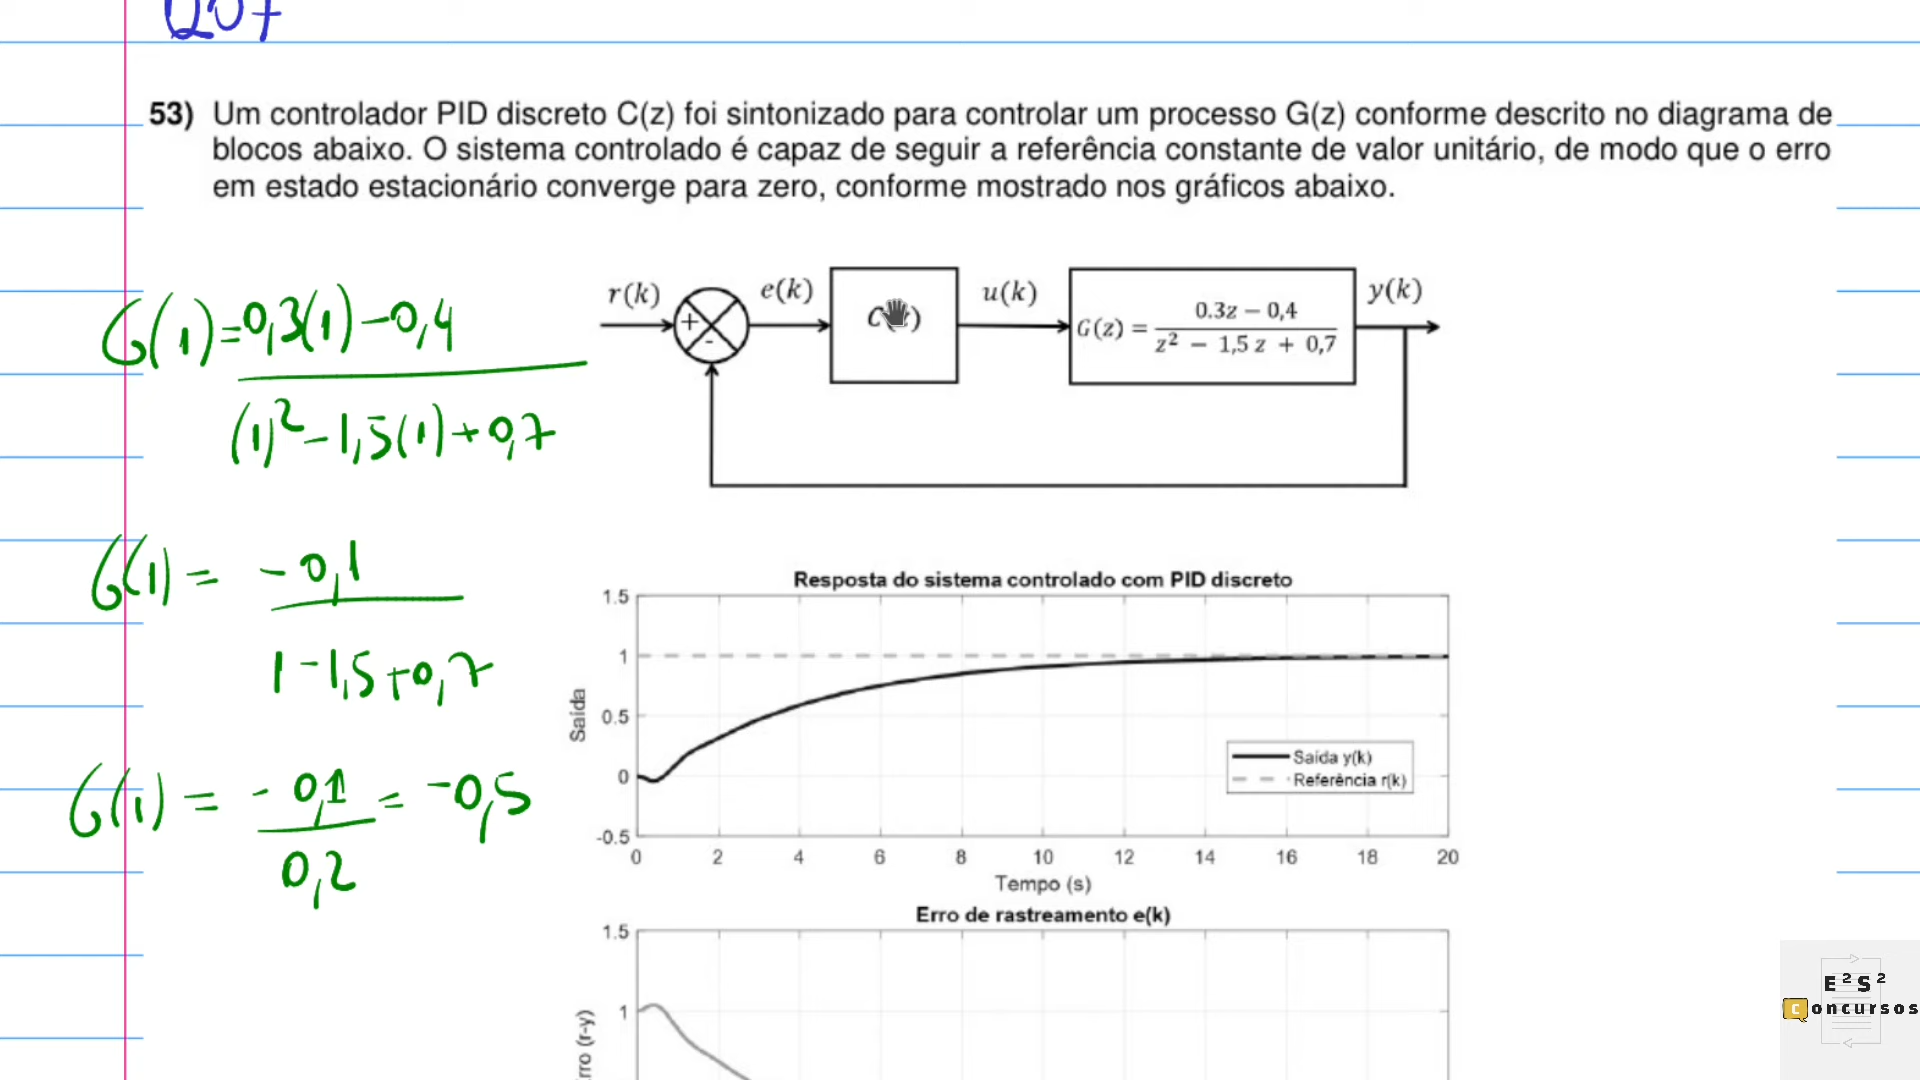 Q07
53) Um controlador PID discreto C(z) foi sintonizado para controlar um processo G(z) conforme descrito no diagrama de
blocos abaixo. O sistema controlado é capaz de seguir a referência constante de valor unitário, de modo que o erro
em estado estacionário converge para zero, conforme mostrado nos gráficos abaixo.
r(k) + - e(k) C( ) u(k) G(z) = 0.3z − 0,4 / z² − 1,5 z + 0,7 y(k)
G(1) = 0,3(1) - 0,4
(1)² - 1,5(1) + 0,7
G(1) = - 0,1
1 - 1,5 + 0,7
G(1) = - 0,1 = -0,5
0,2
Resposta do sistema controlado com PID discreto
1.5
1
0.5
0
-0.5
Saída
Saída y(k)
Referência r(k)
0 2 4 6 8 10 12 14 16 18 20
Tempo (s)
Erro de rastreamento e(k)
1.5
1
rro (r-y)
E²S²
Concursos